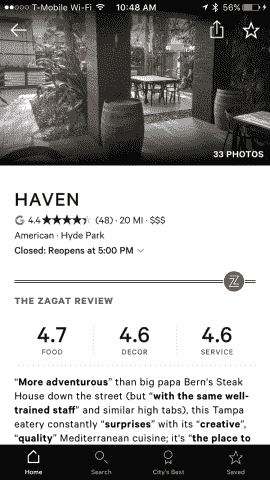 T-Mobile Wi-Fi 10:48 AM 56%
33 PHOTOS
HAVEN
G 4.4 ★★★★★ (48) · 20 MI · $$$
American · Hyde Park
Closed: Reopens at 5:00 PM
Z
THE ZAGAT REVIEW
4.7 4.6 4.6
FOOD DECOR SERVICE
“More adventurous” than big papa Bern's Steak
House down the street (but “with the same well-
trained staff” and similar high tabs), this Tampa
eatery constantly “surprises” with its “creative”,
“quality” Mediterranean cuisine; it's “the place to
Home Search City's Best Saved